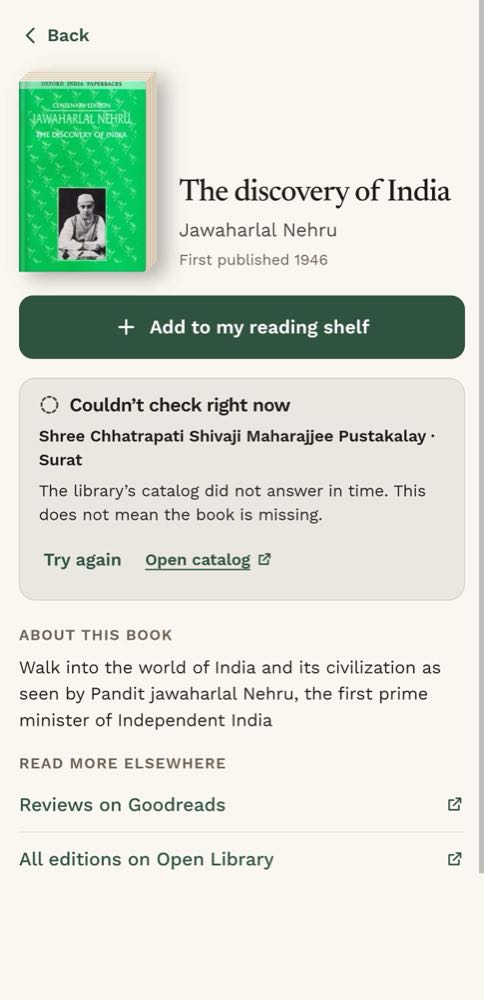 Back
OXFORD INDIA PAPERBACKS
CENTENARY EDITION
JAWAHARLAL NEHRU
THE DISCOVERY OF INDIA
The discovery of India
Jawaharlal Nehru
First published 1946
Add to my reading shelf
Couldn’t check right now
Shree Chhatrapati Shivaji Maharajjee Pustakalay ·
Surat
The library’s catalog did not answer in time. This
does not mean the book is missing.
Try again Open catalog
ABOUT THIS BOOK
Walk into the world of India and its civilization as
seen by Pandit jawaharlal Nehru, the first prime
minister of Independent India
READ MORE ELSEWHERE
Reviews on Goodreads
All editions on Open Library